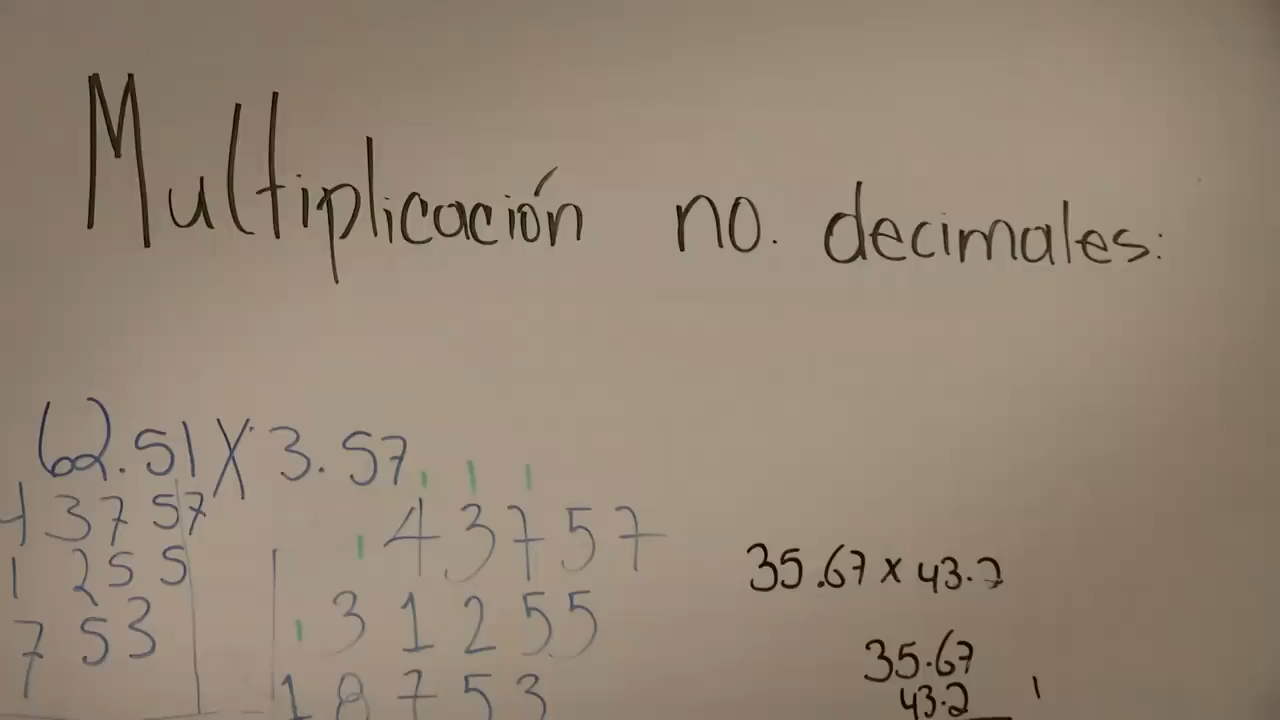 Multiplicación no. decimales:
62.51 X 3.57
43757
1255
753
43757
31255
18753
35.67 x 43.2
35.67
43.2